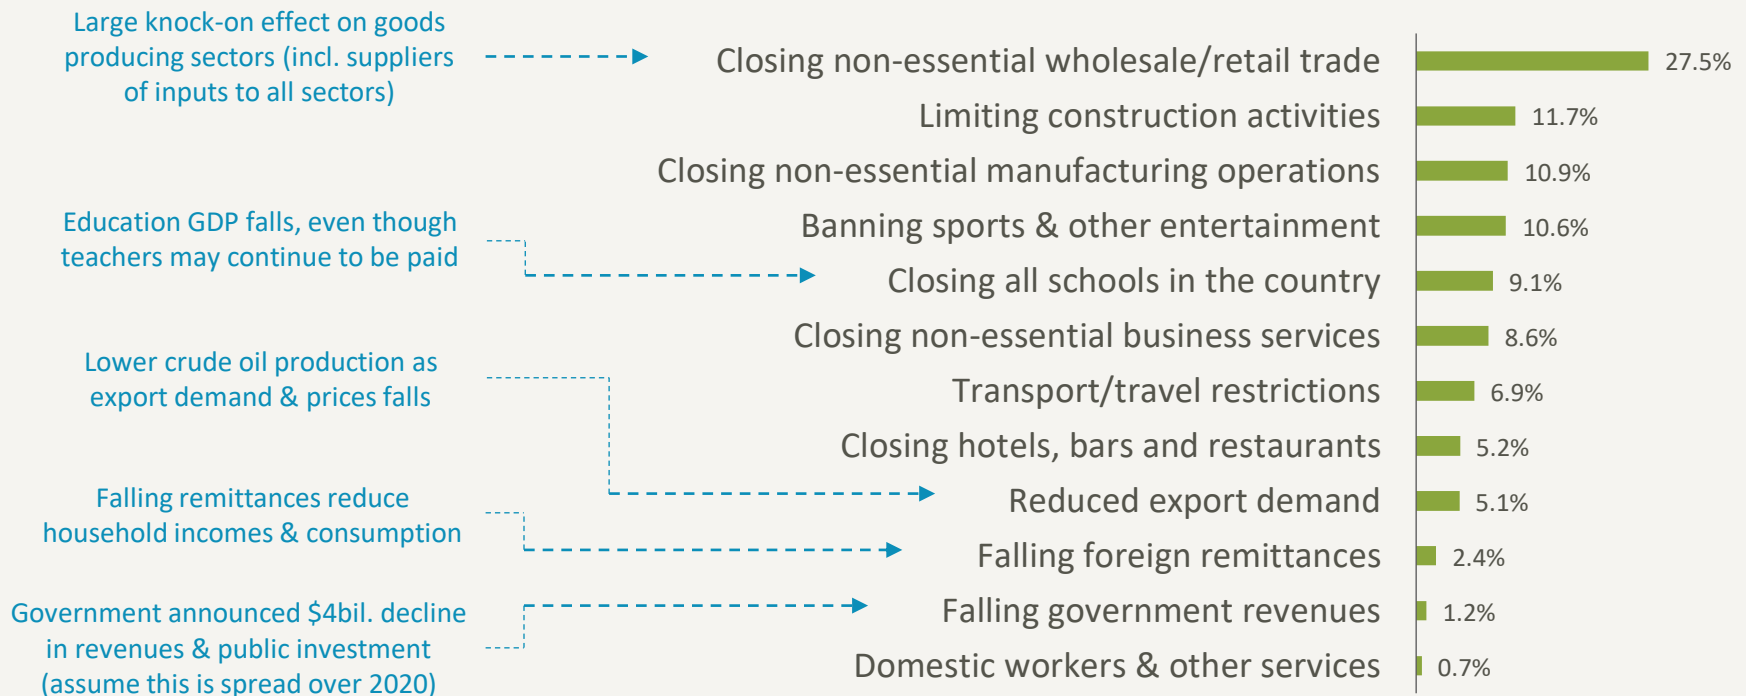 Large knock-on effect on goods
producing sectors (incl. suppliers
of inputs to all sectors)
Closing non-essential wholesale/retail trade 27.5%
Limiting construction activities 11.7%
Closing non-essential manufacturing operations 10.9%
Education GDP falls, even though
teachers may continue to be paid
Banning sports & other entertainment 10.6%
Closing all schools in the country 9.1%
Closing non-essential business services 8.6%
Lower crude oil production as
export demand & prices falls
Transport/travel restrictions 6.9%
Closing hotels, bars and restaurants 5.2%
Falling remittances reduce
household incomes & consumption
Reduced export demand 5.1%
Falling foreign remittances 2.4%
Government announced $4bil. decline
in revenues & public investment
(assume this is spread over 2020)
Falling government revenues 1.2%
Domestic workers & other services 0.7%